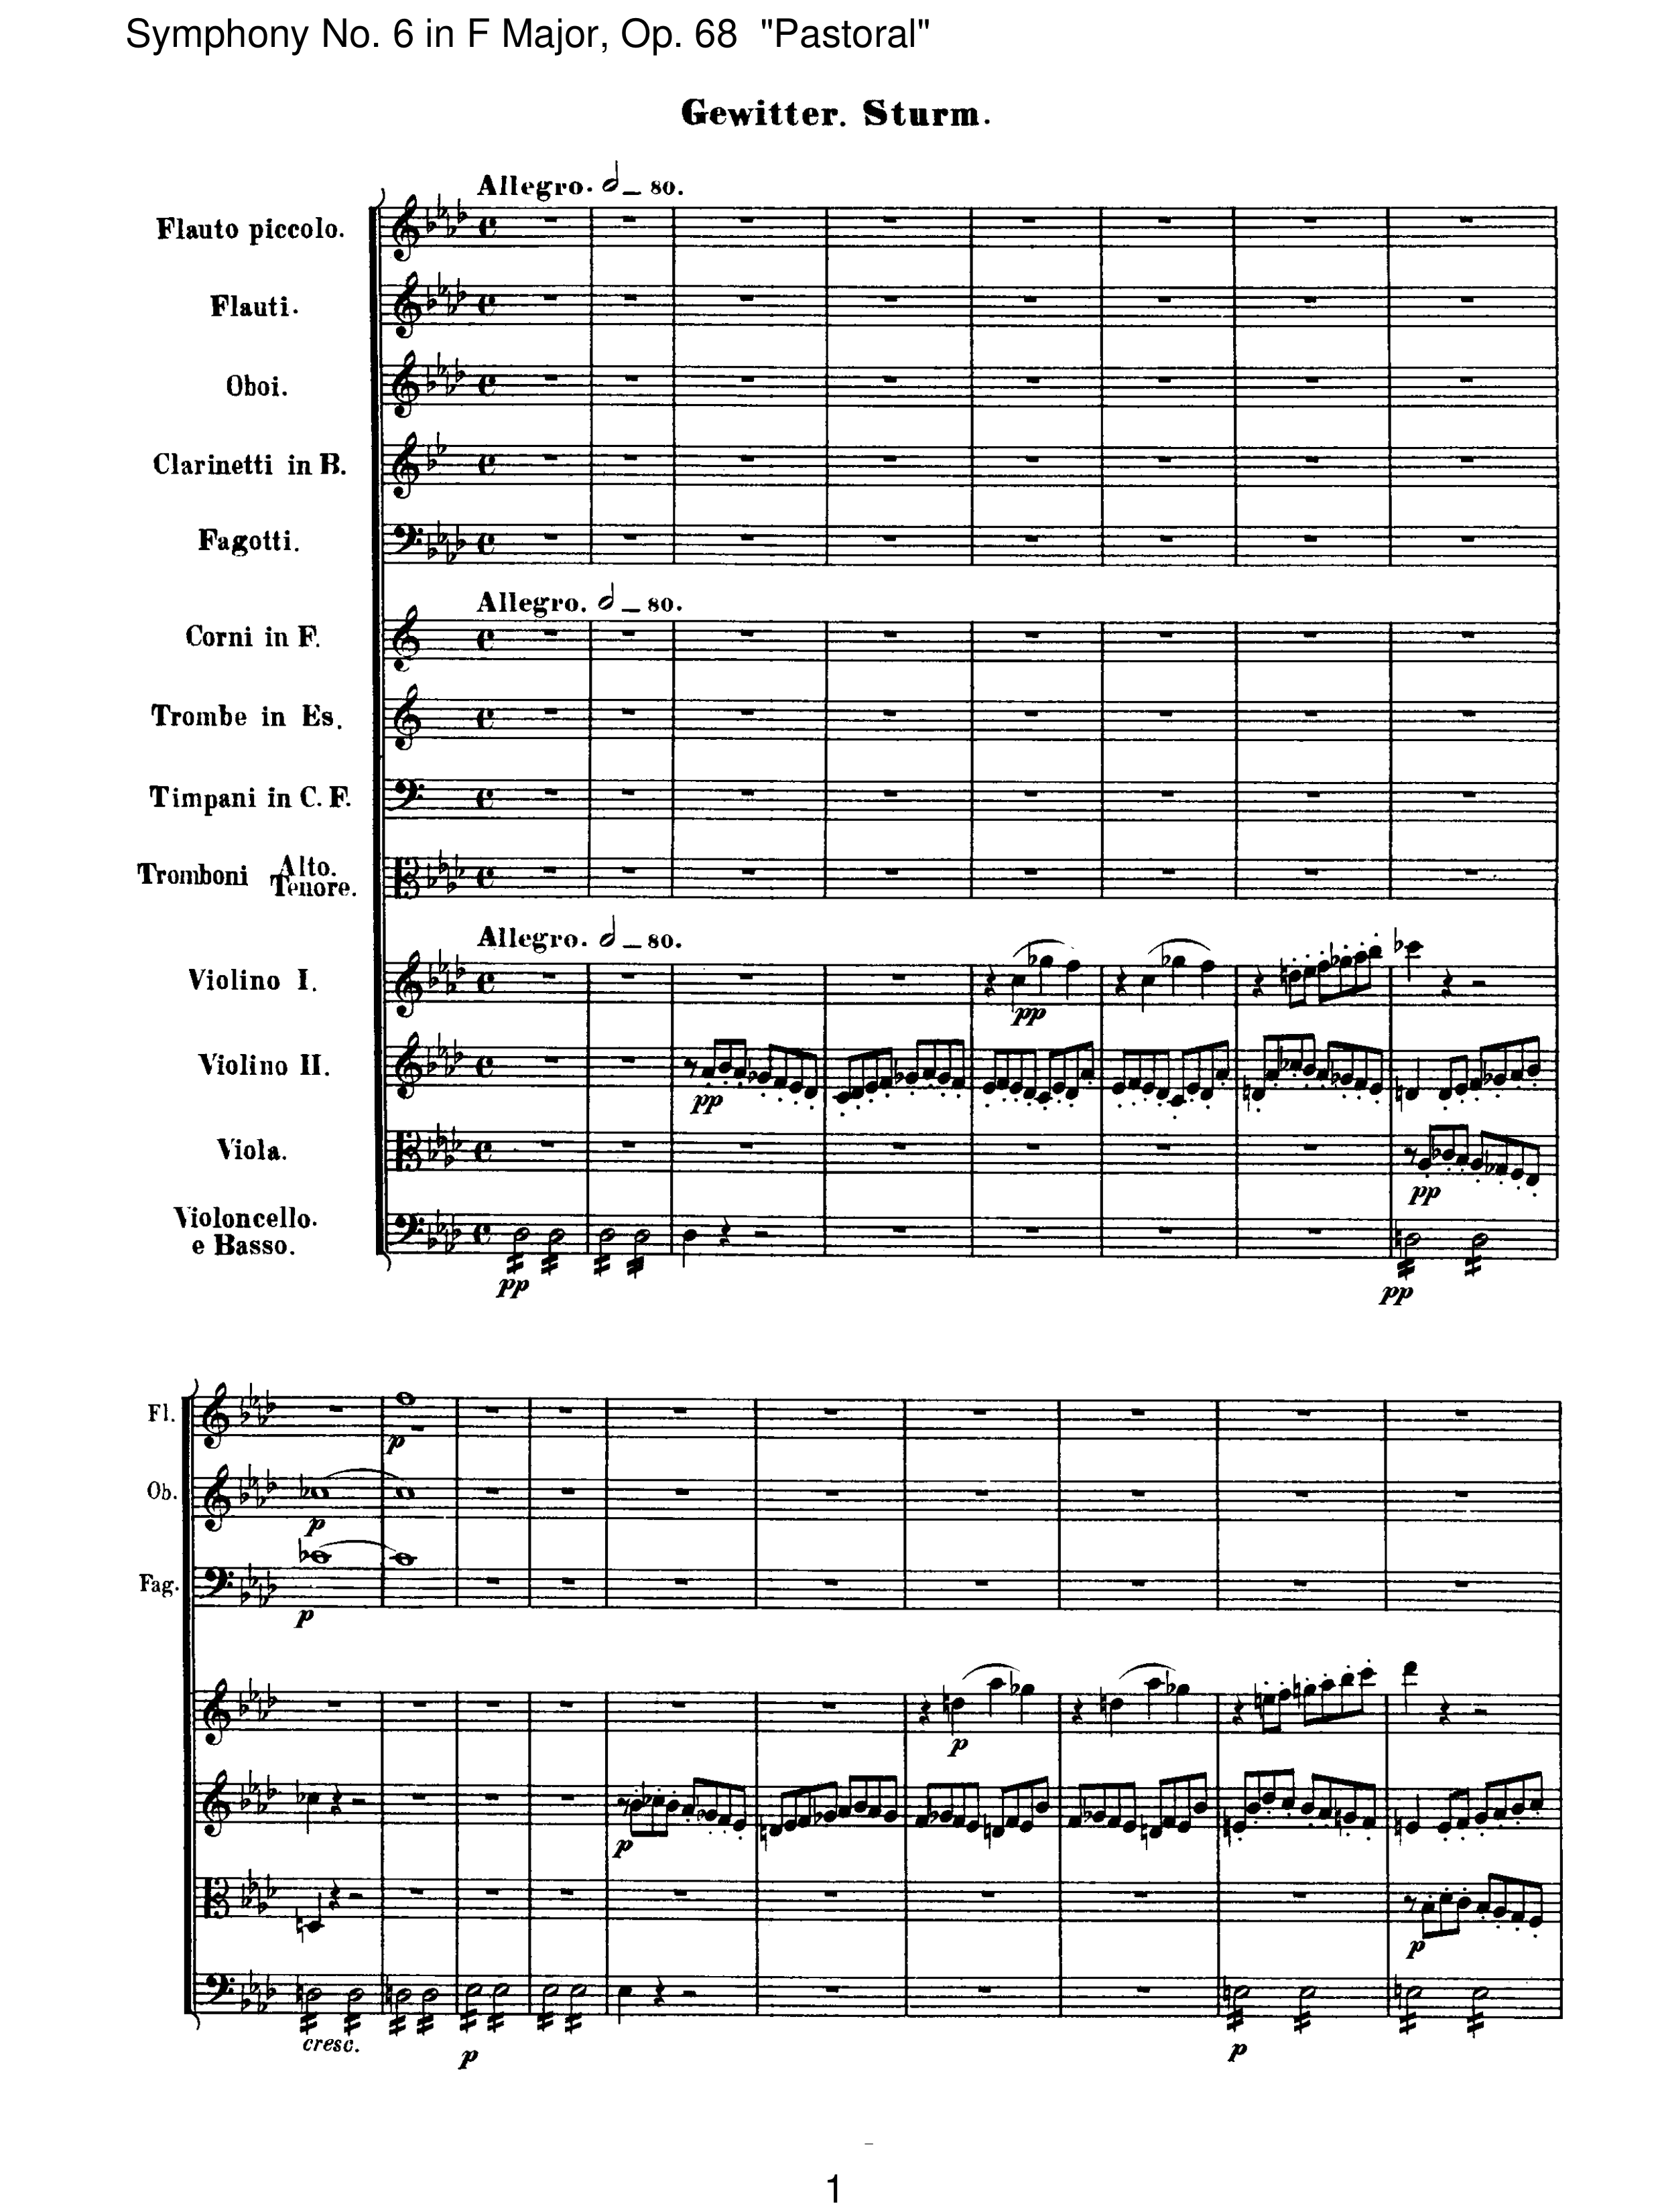 Symphony No. 6 in F Major, Op. 68 "Pastoral"
Gewitter. Sturm.
Allegro. 𝅗𝅥 = 80.
Flauto piccolo.
Flauti.
Oboi.
Clarinetti in B.
Fagotti.
Allegro. 𝅗𝅥 = 80.
Corni in F.
Trombe in Es.
Timpani in C. F.
Tromboni Alto.
Tenore.
Allegro. 𝅗𝅥 = 80.
Violino I.
pp
Violino II.
pp
Viola.
pp
Violoncello.
e Basso.
pp pp
Fl.
p
Ob.
p
Fag.
p
p
p
p
cresc.
p p
1